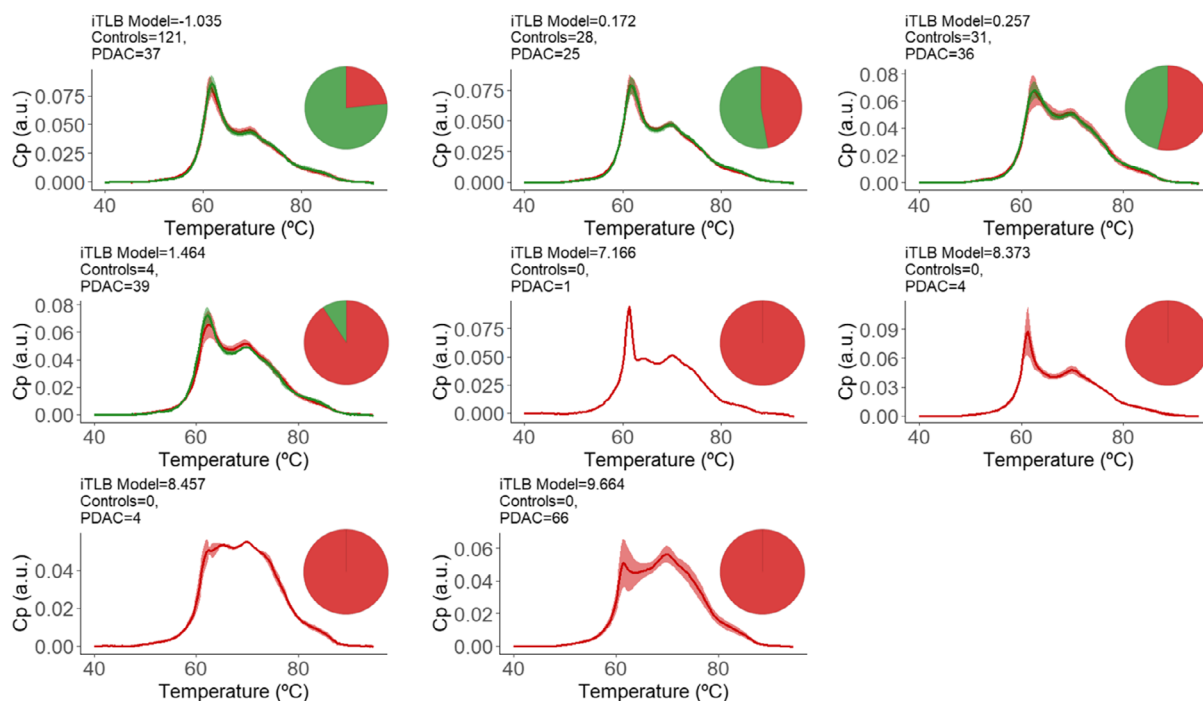 iTLB Model=-1.035
Controls=121,
PDAC=37
Cp (a.u.)
0.075
0.050
0.025
0.000
40 60 80
Temperature (ºC)
iTLB Model=0.172
Controls=28,
PDAC=25
Cp (a.u.)
0.075
0.050
0.025
0.000
40 60 80
Temperature (ºC)
iTLB Model=0.257
Controls=31,
PDAC=36
Cp (a.u.)
0.08
0.06
0.04
0.02
0.00
40 60 80
Temperature (ºC)
iTLB Model=1.464
Controls=4,
PDAC=39
Cp (a.u.)
0.08
0.06
0.04
0.02
0.00
40 60 80
Temperature (ºC)
iTLB Model=7.166
Controls=0,
PDAC=1
Cp (a.u.)
0.075
0.050
0.025
0.000
40 60 80
Temperature (ºC)
iTLB Model=8.373
Controls=0,
PDAC=4
Cp (a.u.)
0.09
0.06
0.03
0.00
40 60 80
Temperature (ºC)
iTLB Model=8.457
Controls=0,
PDAC=4
Cp (a.u.)
0.04
0.02
0.00
40 60 80
Temperature (ºC)
iTLB Model=9.664
Controls=0,
PDAC=66
Cp (a.u.)
0.06
0.04
0.02
0.00
40 60 80
Temperature (ºC)